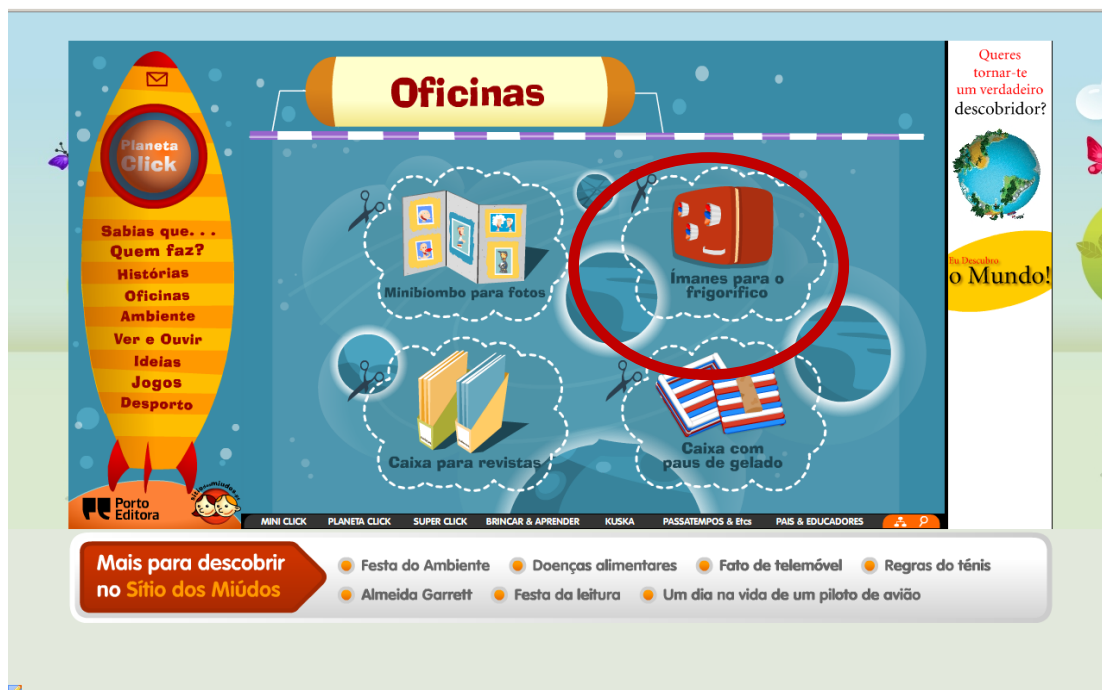 Oficinas
Planeta
Click
Sabias que. . .
Quem faz?
Histórias
Oficinas
Ambiente
Ver e Ouvir
Ideias
Jogos
Desporto
Porto
Editora
Minibiombo para fotos
Ímanes para o
frigorífico
Caixa para revistas
Caixa com
paus de gelado
MINI CLICK PLANETA CLICK SUPER CLICK BRINCAR & APRENDER KUSKA PASSATEMPOS & Etcs PAIS & EDUCADORES
Queres
tornar-te
um verdadeiro
descobridor?
Eu Descubro
o Mundo!
Mais para descobrir
no Sítio dos Miúdos
Festa do Ambiente Doenças alimentares Fato de telemóvel Regras do ténis
Almeida Garrett Festa da leitura Um dia na vida de um piloto de avião